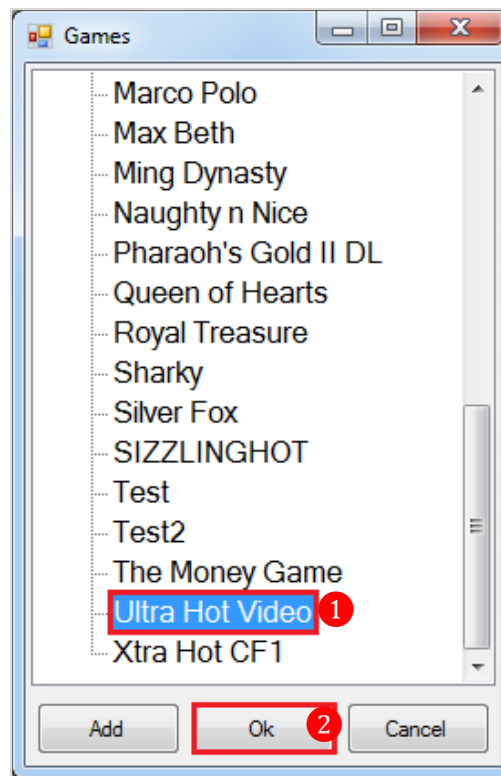 Games
Marco Polo
Max Beth
Ming Dynasty
Naughty n Nice
Pharaoh's Gold II DL
Queen of Hearts
Royal Treasure
Sharky
Silver Fox
SIZZLINGHOT
Test
Test2
The Money Game
Ultra Hot Video 1
Xtra Hot CF1
Add Ok 2 Cancel